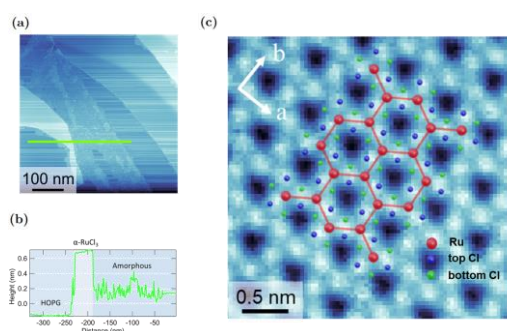 (a)
100 nm
(b)
α-RuCl₃
Height (nm)
0.6
0.4
0.2
0.0
Amorphous
HOPG
-250 -200 -150 -100 -50
Distance (nm)
(c)
b
a
Ru
top Cl
bottom Cl
0.5 nm